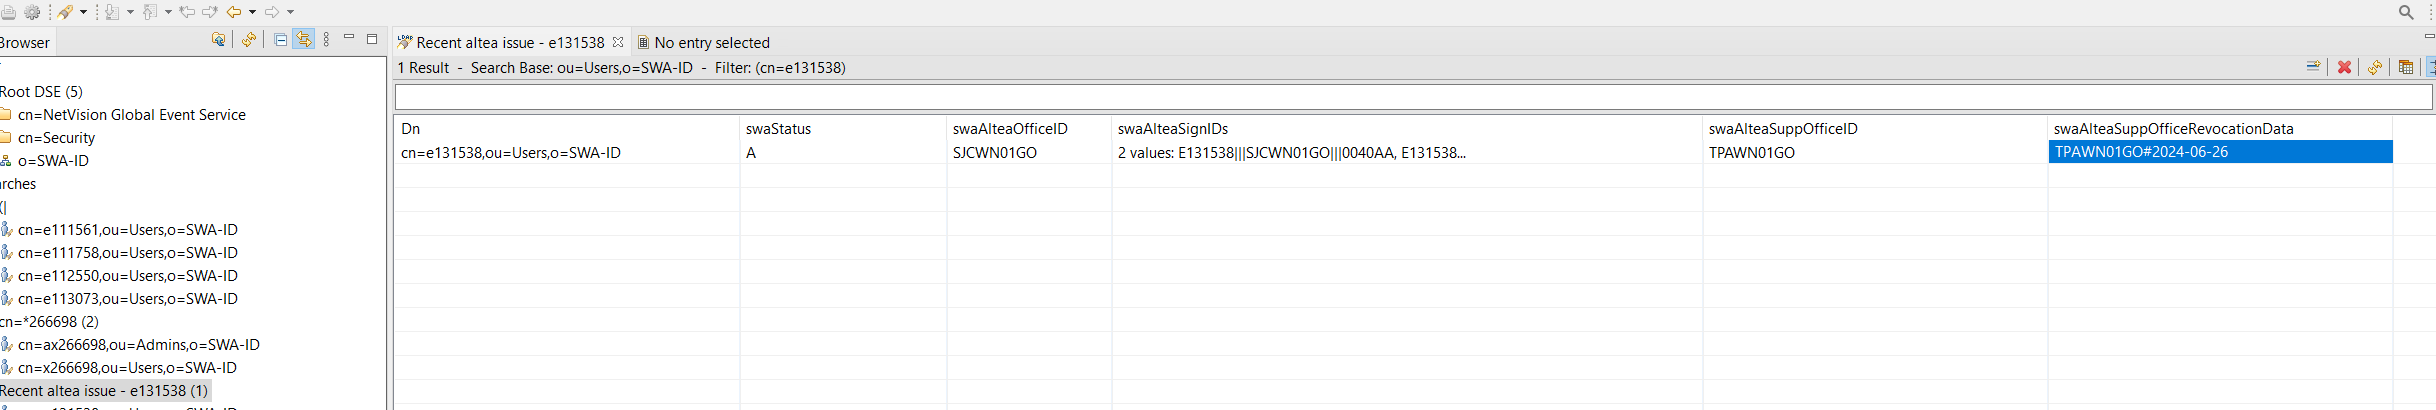 Browser
Recent altea issue - e131538
No entry selected
1 Result - Search Base: ou=Users,o=SWA-ID - Filter: (cn=e131538)
Root DSE (5)
cn=NetVision Global Event Service
cn=Security
o=SWA-ID
arches
(|
cn=e111561,ou=Users,o=SWA-ID
cn=e111758,ou=Users,o=SWA-ID
cn=e112550,ou=Users,o=SWA-ID
cn=e113073,ou=Users,o=SWA-ID
cn=*266698 (2)
cn=ax266698,ou=Admins,o=SWA-ID
cn=x266698,ou=Users,o=SWA-ID
Recent altea issue - e131538 (1)
Dn swaStatus swaAlteaOfficeID swaAlteaSignIDs swaAlteaSuppOfficeID swaAlteaSuppOfficeRevocationData
cn=e131538,ou=Users,o=SWA-ID A SJCWN01GO 2 values: E131538|||SJCWN01GO|||0040AA, E131538... TPAWN01GO TPAWN01GO#2024-06-26